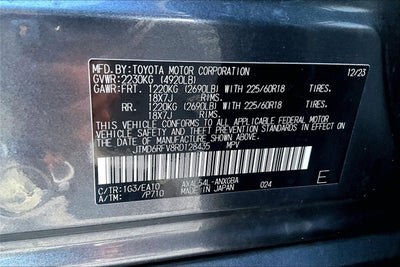 MFD. BY: TOYOTA MOTOR CORPORATION 12/23
GVWR: 2230KG (4920LB)
GAWR: FRT. 1220KG (2690LB) WITH 225/60R18 TIRES,
18X7J RIMS.
RR. 1220KG (2690LB) WITH 225/60R18 TIRES,
18X7J RIMS.
THIS VEHICLE CONFORMS TO ALL APPLICABLE FEDERAL MOTOR
VEHICLE SAFETY STANDARDS IN EFFECT ON THE DATE OF
MANUFACTURE SHOWN ABOVE.
JTMD6RFV8RD128435 MPV
C/TR: 1G3/EA10 AXAL54L-ANXGBA 024
A/TM: /P710 MADE IN JAPAN
E